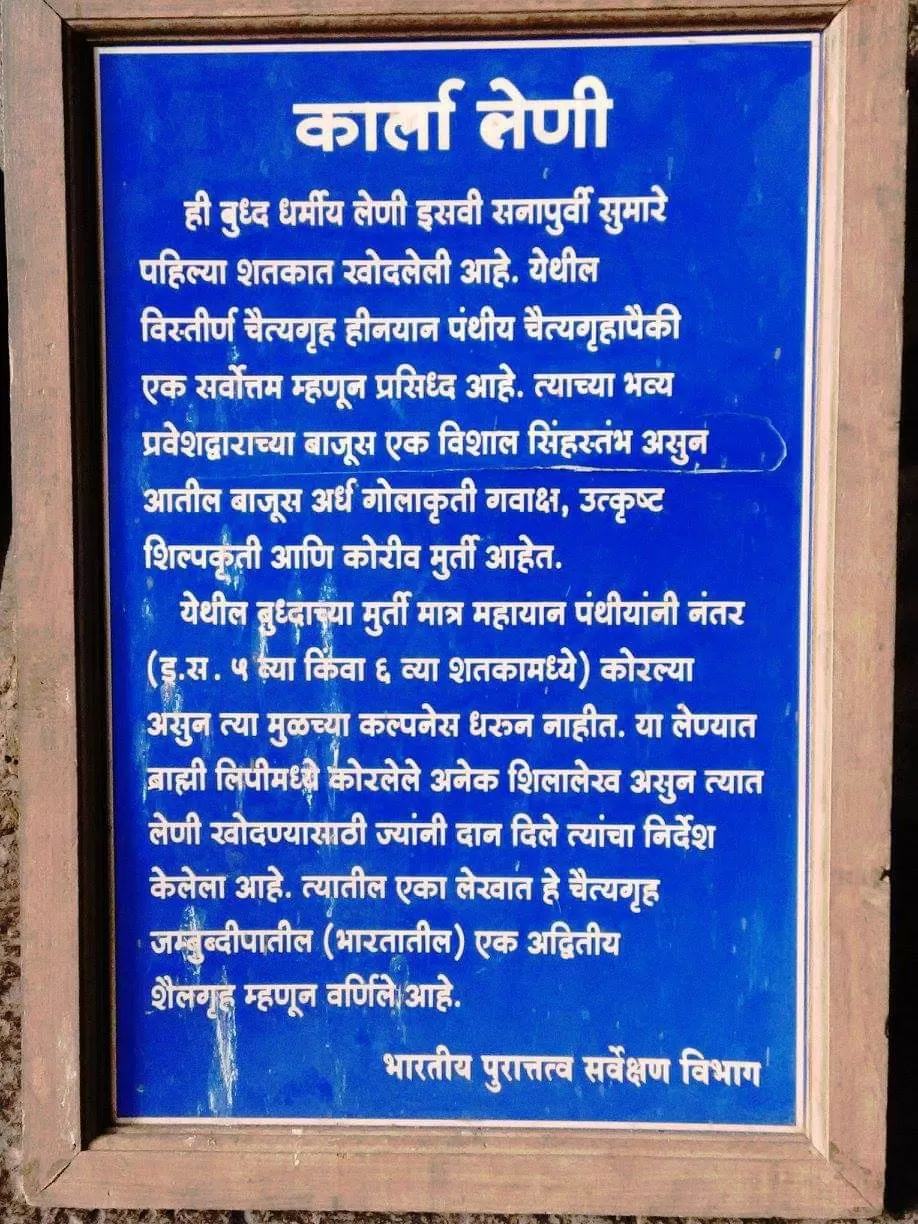 कार्ला लेणी
ही बुध्द धर्मीय लेणी इसवी सनापुर्वी सुमारे
पहिल्या शतकात खोदलेली आहे. येथील
विस्तीर्ण चैत्यगृह हीनयान पंथीय चैत्यगृहापैकी
एक सर्वोत्तम म्हणून प्रसिध्द आहे. त्याच्या भव्य
प्रवेशद्वाराच्या बाजूस एक विशाल सिंहस्तंभ असुन
आतील बाजूस अर्ध गोलाकृती गवाक्ष, उत्कृष्ट
शिल्पकृती आणि कोरीव मुर्ती आहेत.
येथील बुध्दाच्या मुर्ती मात्र महायान पंथीयांनी नंतर
(इ.स. ५ व्या किंवा ६ व्या शतकामध्ये) कोरल्या
असुन त्या मुळच्या कल्पनेस धरुन नाहीत. या लेण्यात
ब्राह्मी लिपीमध्ये कोरलेले अनेक शिलालेख असुन त्यात
लेणी खोदण्यासाठी ज्यांनी दान दिले त्यांचा निर्देश
केलेला आहे. त्यातील एका लेखात हे चैत्यगृह
जम्बुब्दीपातील (भारतातील) एक अद्वितीय
शैलगृह म्हणून वर्णिले आहे.
भारतीय पुरातत्तव सर्वेक्षण विभाग